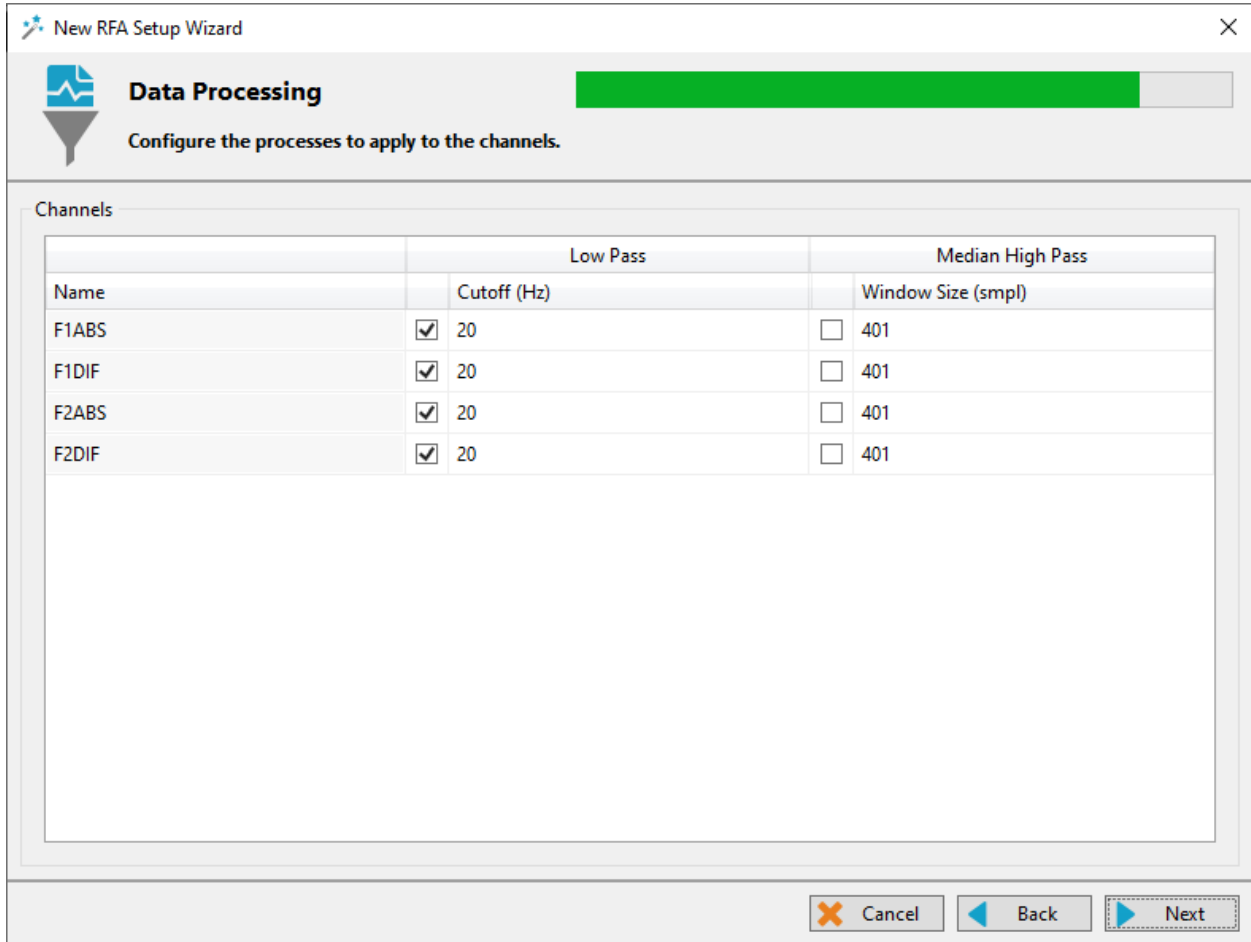 New RFA Setup Wizard
Data Processing
Configure the processes to apply to the channels.
Channels
Low Pass Median High Pass
Name Cutoff (Hz) Window Size (smpl)
F1ABS 20 401
F1DIF 20 401
F2ABS 20 401
F2DIF 20 401
Cancel Back Next